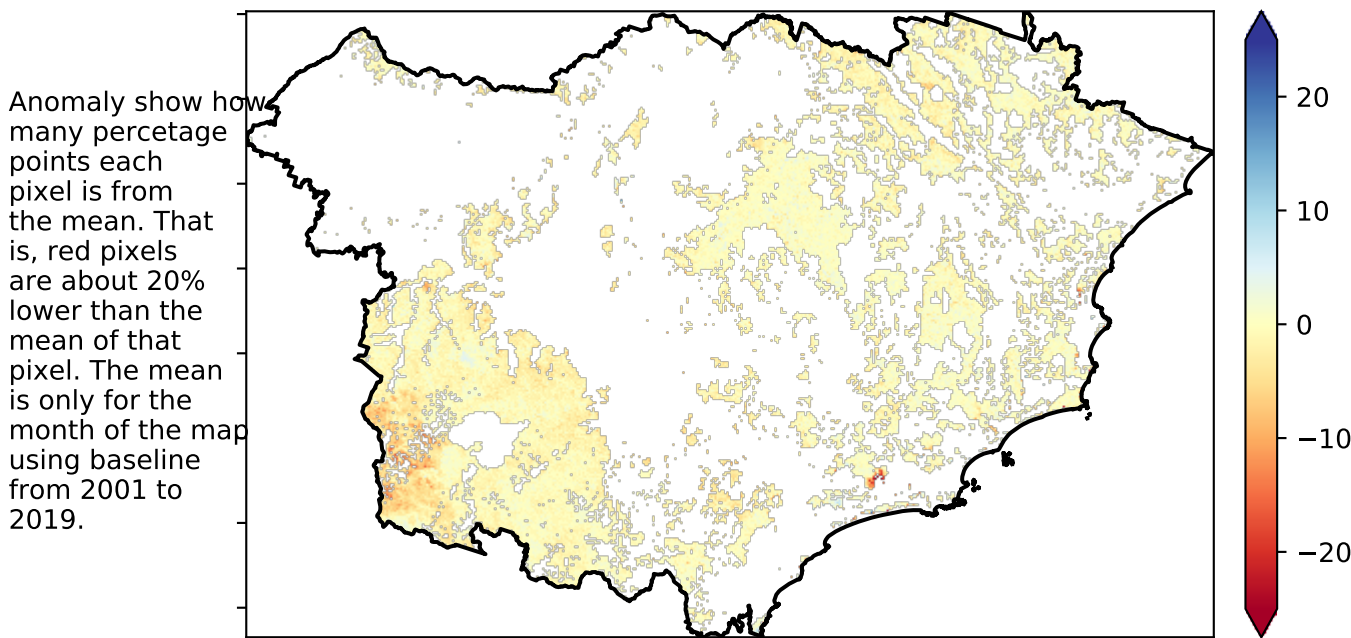 Anomaly show how
many percetage
points each
pixel is from
the mean. That
is, red pixels
are about 20%
lower than the
mean of that
pixel. The mean
is only for the
month of the map
using baseline
from 2001 to
2019.
20
10
0
−10
−20